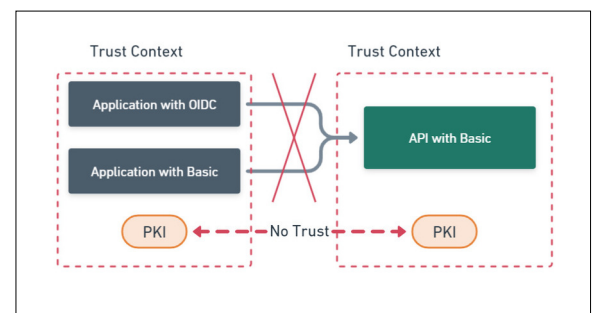 Trust Context
Trust Context
Application with OIDC
API with Basic
Application with Basic
PKI
No Trust
PKI